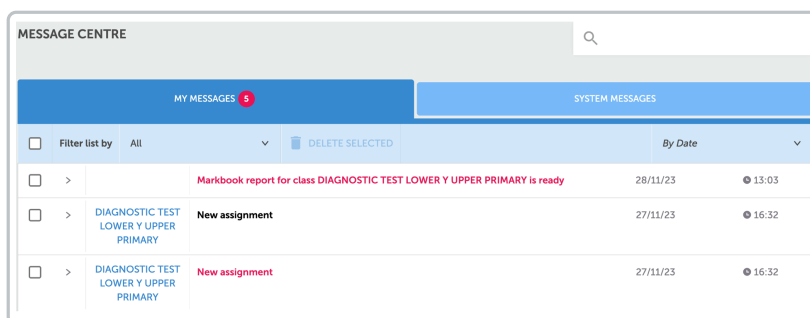 MESSAGE CENTRE
MY MESSAGES 5
SYSTEM MESSAGES
Filter list by All DELETE SELECTED By Date
Markbook report for class DIAGNOSTIC TEST LOWER Y UPPER PRIMARY is ready 28/11/23 13:03
DIAGNOSTIC TEST
LOWER Y UPPER
PRIMARY
New assignment 27/11/23 16:32
DIAGNOSTIC TEST
LOWER Y UPPER
PRIMARY
New assignment 27/11/23 16:32